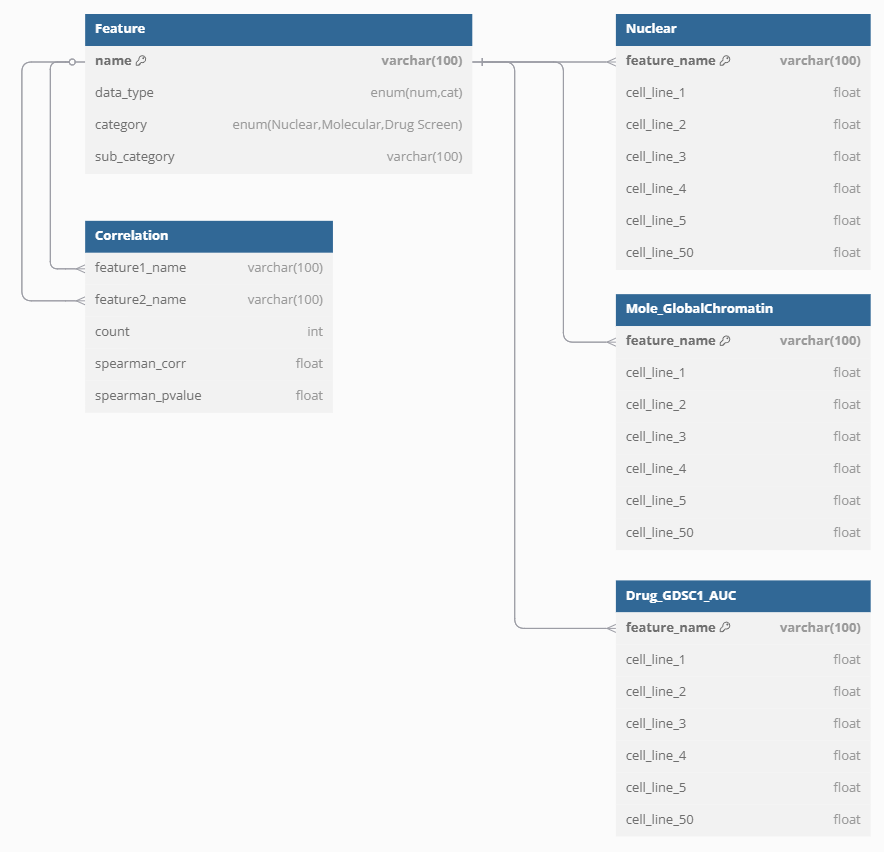 Feature
name varchar(100)
data_type enum(num,cat)
category enum(Nuclear,Molecular,Drug Screen)
sub_category varchar(100)
Correlation
feature1_name varchar(100)
feature2_name varchar(100)
count int
spearman_corr float
spearman_pvalue float
Nuclear
feature_name varchar(100)
cell_line_1 float
cell_line_2 float
cell_line_3 float
cell_line_4 float
cell_line_5 float
cell_line_50 float
Mole_GlobalChromatin
feature_name varchar(100)
cell_line_1 float
cell_line_2 float
cell_line_3 float
cell_line_4 float
cell_line_5 float
cell_line_50 float
Drug_GDSC1_AUC
feature_name varchar(100)
cell_line_1 float
cell_line_2 float
cell_line_3 float
cell_line_4 float
cell_line_5 float
cell_line_50 float